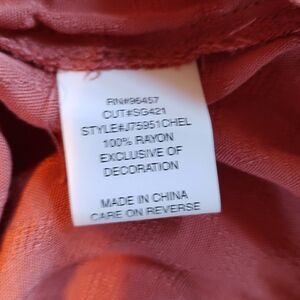 RN#96457
CUT#SG421
STYLE#J75951CHEL
100% RAYON
EXCLUSIVE OF
DECORATION
MADE IN CHINA
CARE ON REVERSE